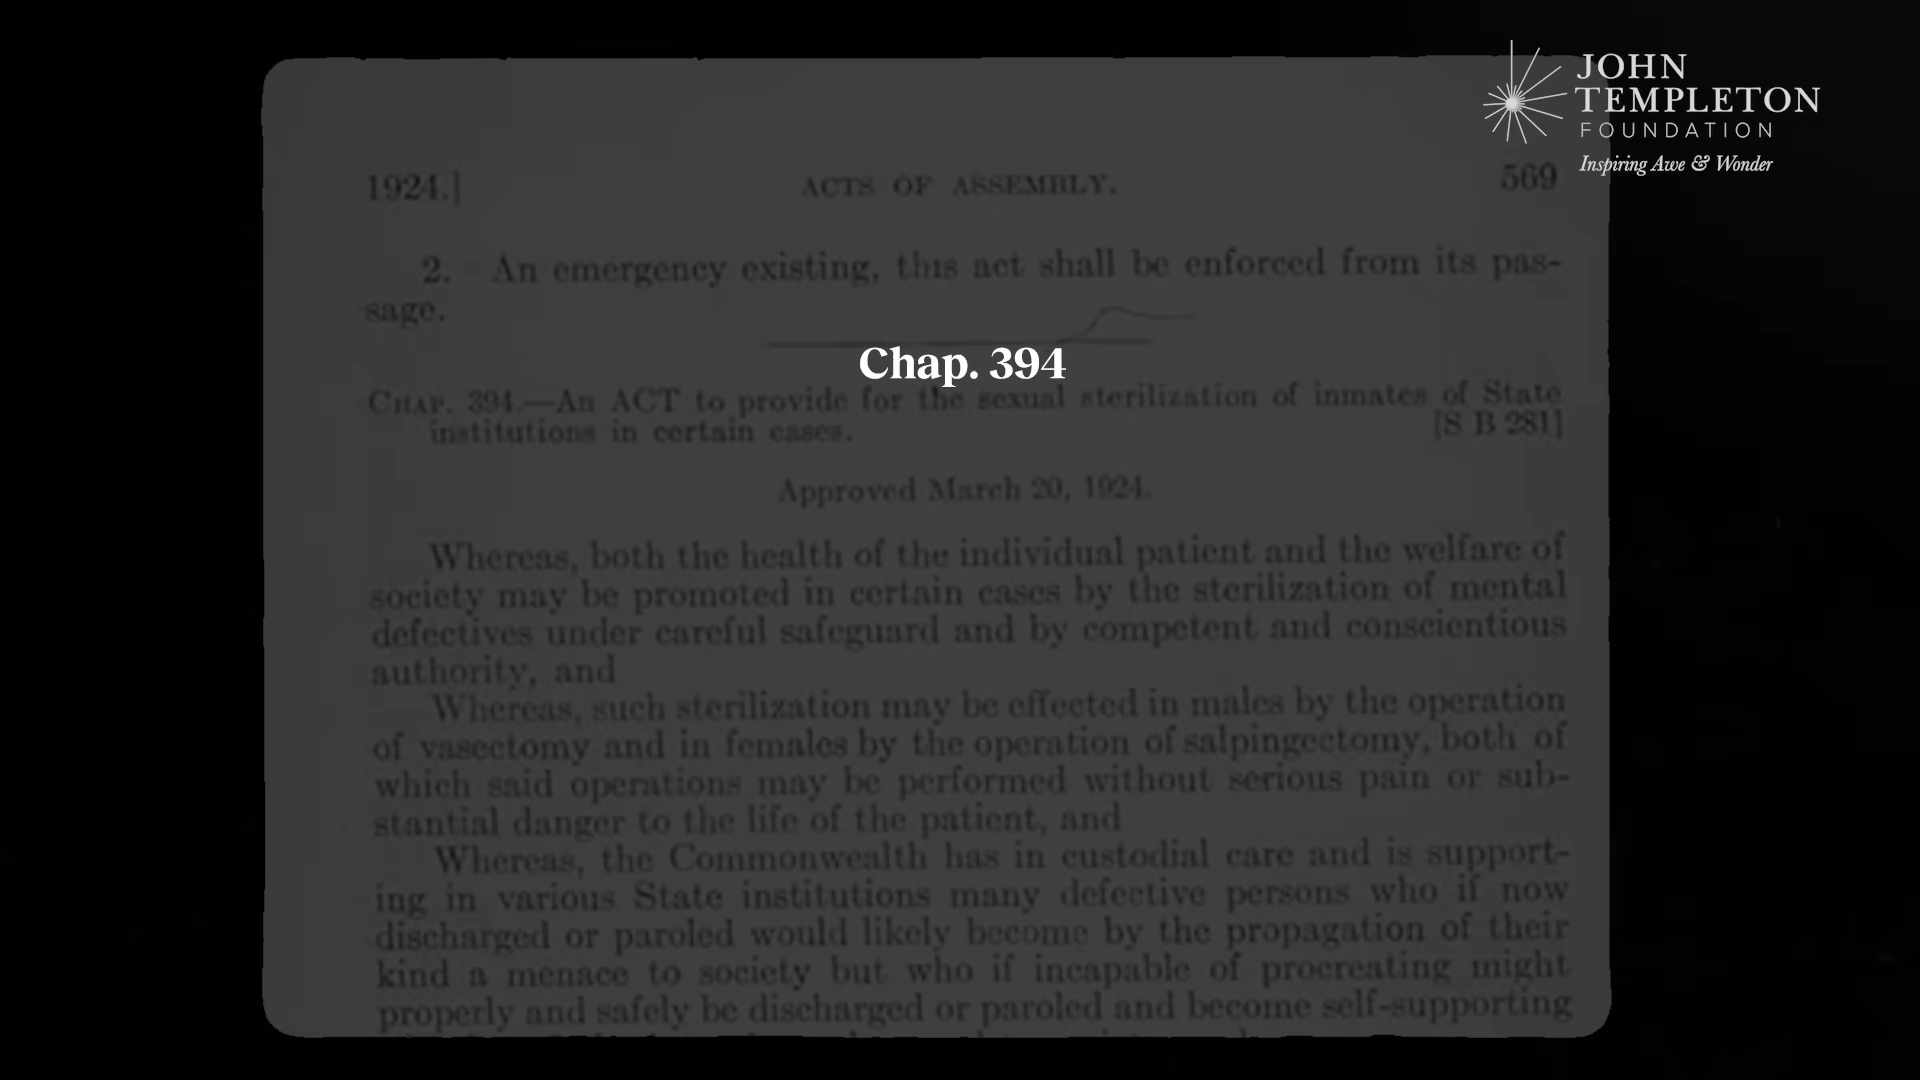 JOHN
TEMPLETON
FOUNDATION
Inspiring Awe & Wonder
1924.] ACTS OF ASSEMBLY. 569
2. An emergency existing, this act shall be enforced from its pas-
sage.
Chap. 394
CHAP. 394.—An ACT to provide for the sexual sterilization of inmates of State
institutions in certain cases. [S B 281]
Approved March 20, 1924.
Whereas, both the health of the individual patient and the welfare of
society may be promoted in certain cases by the sterilization of mental
defectives under careful safeguard and by competent and conscientious
authority, and
Whereas, such sterilization may be effected in males by the operation
of vasectomy and in females by the operation of salpingectomy, both of
which said operations may be performed without serious pain or sub-
stantial danger to the life of the patient, and
Whereas, the Commonwealth has in custodial care and is support-
ing in various State institutions many defective persons who if now
discharged or paroled would likely become by the propagation of their
kind a menace to society but who if incapable of procreating might
properly and safely be discharged or paroled and become self-supporting